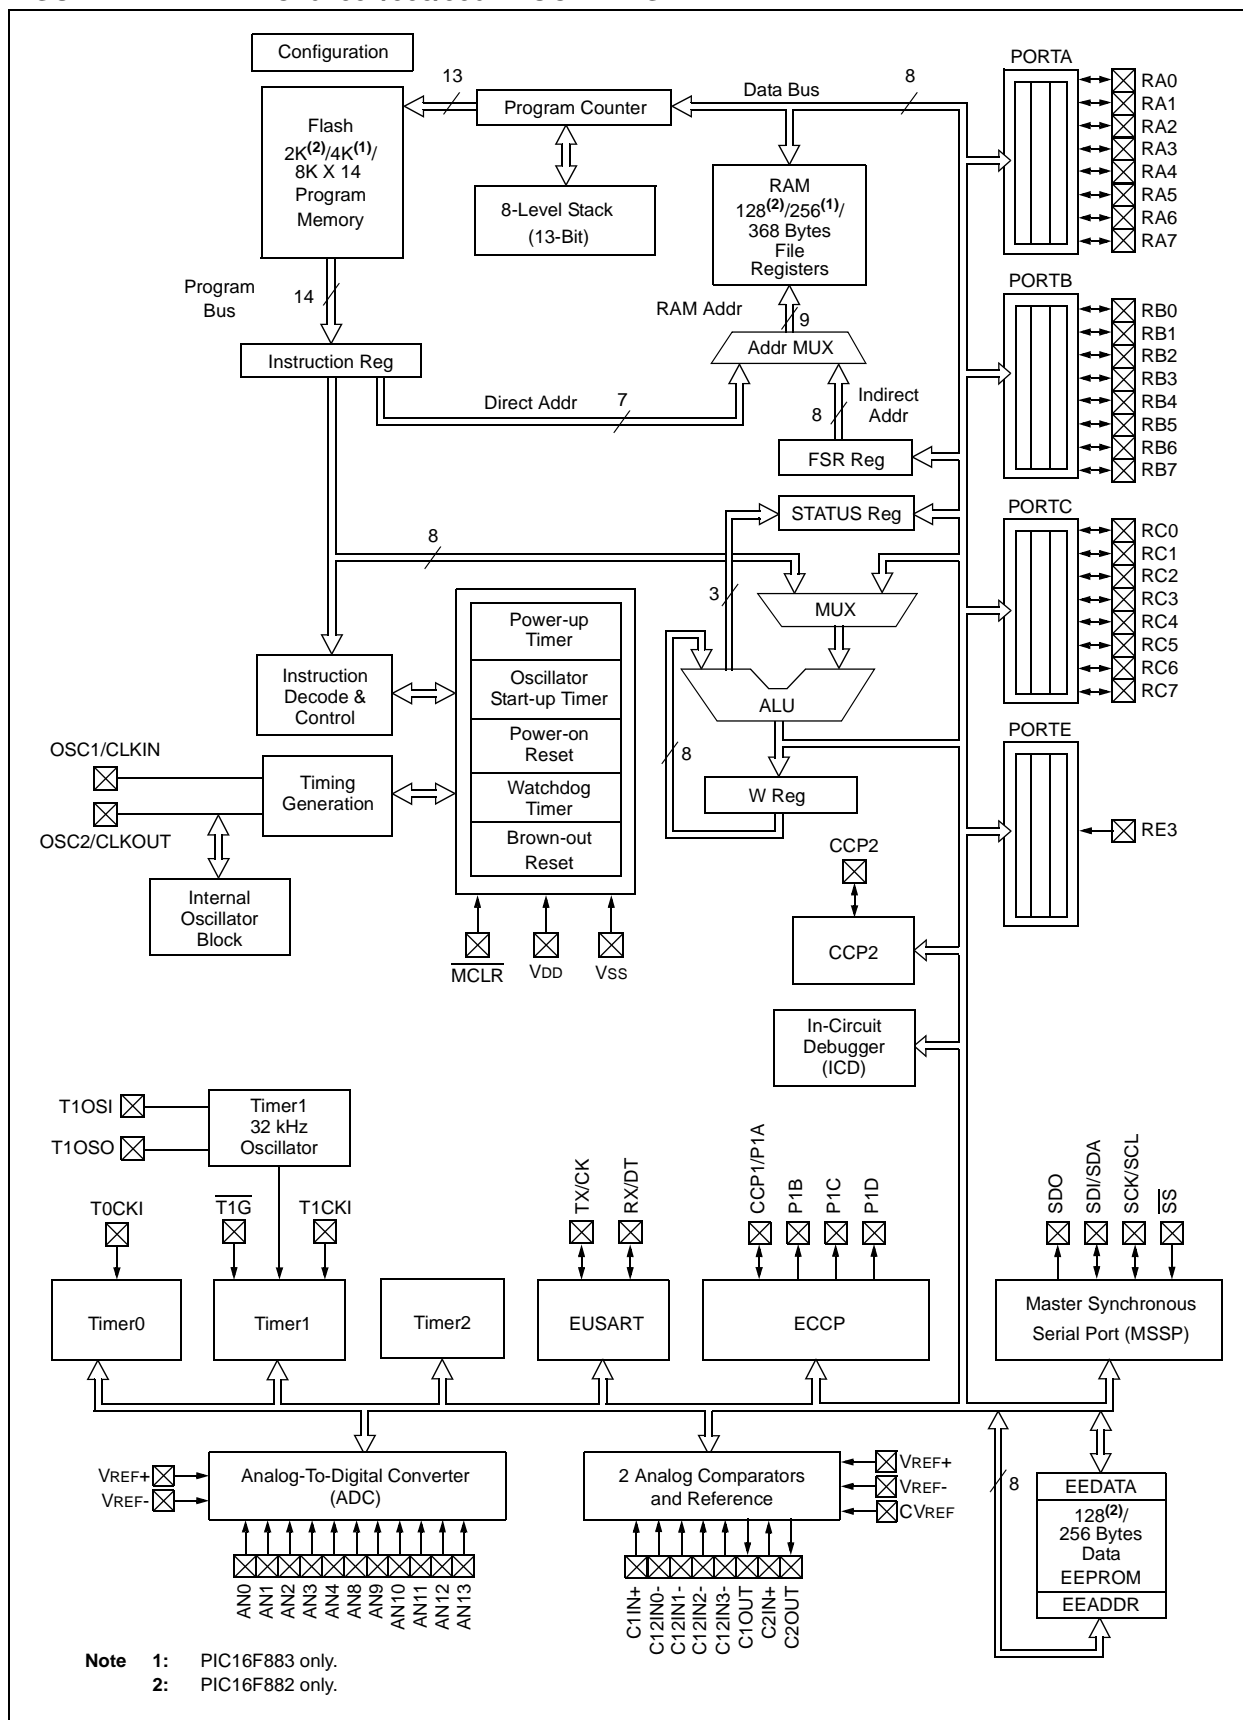 Configuration
13
Program Counter
Data Bus
8
PORTA
RA0
RA1
RA2
RA3
RA4
RA5
RA6
RA7
Flash
2K(2)/4K(1)/
8K X 14
Program
Memory
8-Level Stack
(13-Bit)
RAM
128(2)/256(1)/
368 Bytes
File
Registers
Program
Bus
14
RAM Addr
9
PORTB
RB0
RB1
RB2
RB3
RB4
RB5
RB6
RB7
Instruction Reg
Addr MUX
Direct Addr
7
Indirect
Addr
8
FSR Reg
STATUS Reg
PORTC
RC0
RC1
RC2
RC3
RC4
RC5
RC6
RC7
8
3
MUX
Power-up
Timer
Oscillator
Start-up Timer
Power-on
Reset
Watchdog
Timer
Brown-out
Reset
Instruction
Decode &
Control
ALU
8
W Reg
PORTE
RE3
OSC1/CLKIN
OSC2/CLKOUT
Timing
Generation
Internal
Oscillator
Block
MCLR
VDD
VSS
CCP2
CCP2
In-Circuit
Debugger
(ICD)
T1OSI
T1OSO
Timer1
32 kHz
Oscillator
T0CKI
T1G
T1CKI
TX/CK
RX/DT
CCP1/P1A
P1B
P1C
P1D
SDO
SDI/SDA
SCK/SCL
SS
Timer0
Timer1
Timer2
EUSART
ECCP
Master Synchronous
Serial Port (MSSP)
VREF+
VREF-
Analog-To-Digital Converter
(ADC)
2 Analog Comparators
and Reference
VREF+
VREF-
CVREF
8
EEDATA
128(2)/
256 Bytes
Data
EEPROM
EEADDR
AN0
AN1
AN2
AN3
AN4
AN8
AN9
AN10
AN11
AN12
AN13
C1IN+
C12IN0-
C12IN1-
C12IN2-
C12IN3-
C1OUT
C2IN+
C2OUT
Note 1: PIC16F883 only.
2: PIC16F882 only.